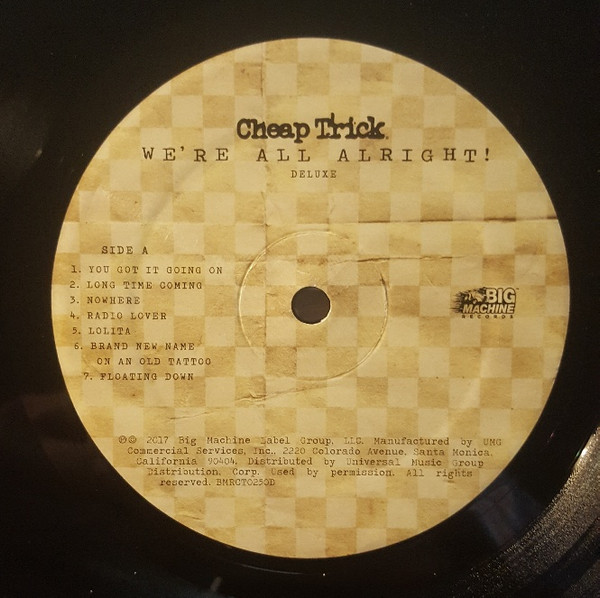 Cheap Trick.
WE'RE ALL ALRIGHT!
DELUXE
SIDE A
1. YOU GOT IT GOING ON
2. LONG TIME COMING
3. NOWHERE
4. RADIO LOVER
5. LOLITA
6. BRAND NEW NAME
ON AN OLD TATTOO
7. FLOATING DOWN
BIG
MACHINE
RECORDS
℗© 2017 Big Machine Label Group, LLC. Manufactured by UMG
Commercial Services, Inc., 2220 Colorado Avenue, Santa Monica,
California 90404. Distributed by Universal Music Group
Distribution, Corp. Used by permission. All rights
reserved. BMRCT0250D